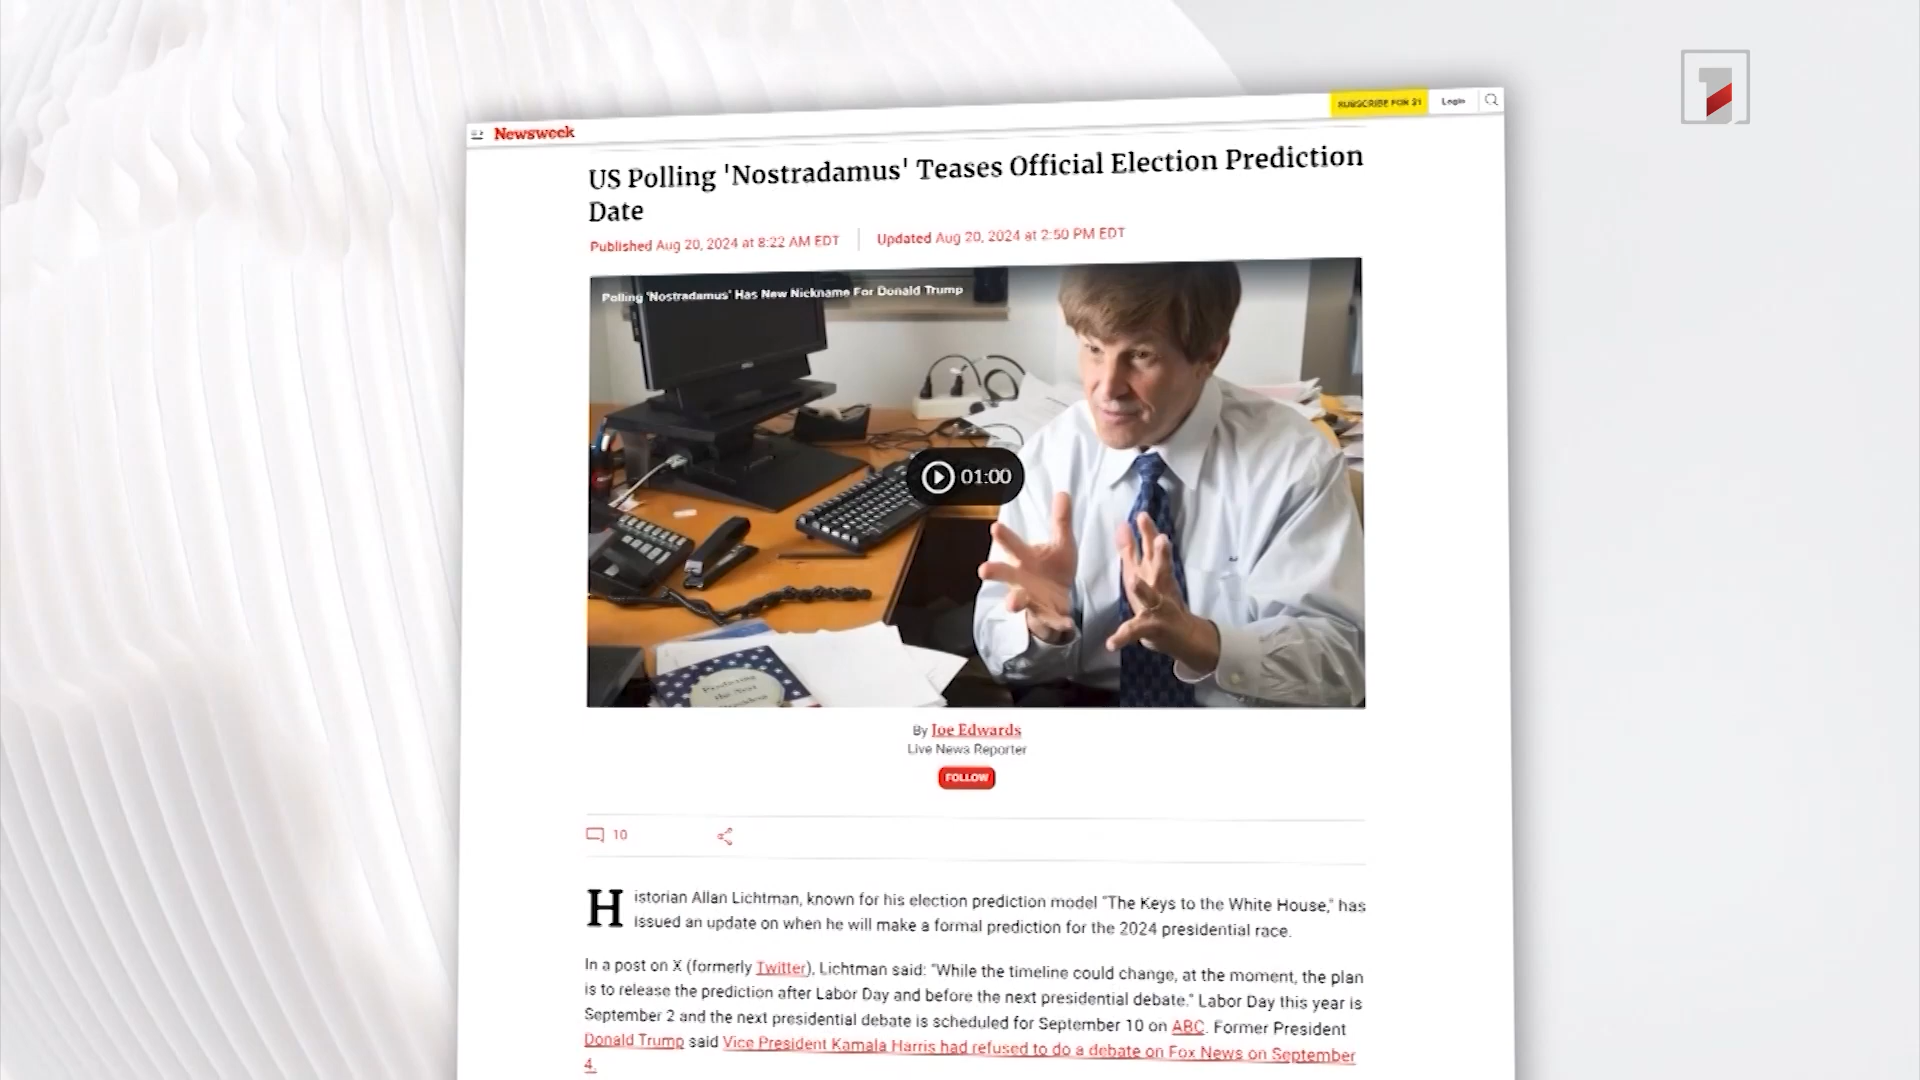 SUBSCRIBE FOR $1
Login
Newsweek
US Polling 'Nostradamus' Teases Official Election Prediction
Date
Published Aug 20, 2024 at 8:22 AM EDT
Updated Aug 20, 2024 at 2:50 PM EDT
Polling 'Nostradamus' Has New Nickname For Donald Trump
01:00
Predicting
the Next
President
By Joe Edwards
Live News Reporter
FOLLOW
10
Historian Allan Lichtman, known for his election prediction model "The Keys to the White House," has
issued an update on when he will make a formal prediction for the 2024 presidential race.
In a post on X (formerly Twitter), Lichtman said: "While the timeline could change, at the moment, the plan
is to release the prediction after Labor Day and before the next presidential debate." Labor Day this year is
September 2 and the next presidential debate is scheduled for September 10 on ABC. Former President
Donald Trump said Vice President Kamala Harris had refused to do a debate on Fox News on September
4.